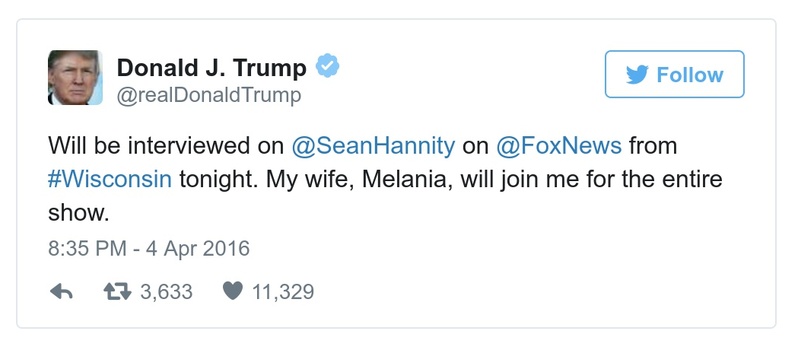 Donald J. Trump
@realDonaldTrump
Follow
Will be interviewed on @SeanHannity on @FoxNews from
#Wisconsin tonight. My wife, Melania, will join me for the entire
show.
8:35 PM - 4 Apr 2016
3,633 11,329